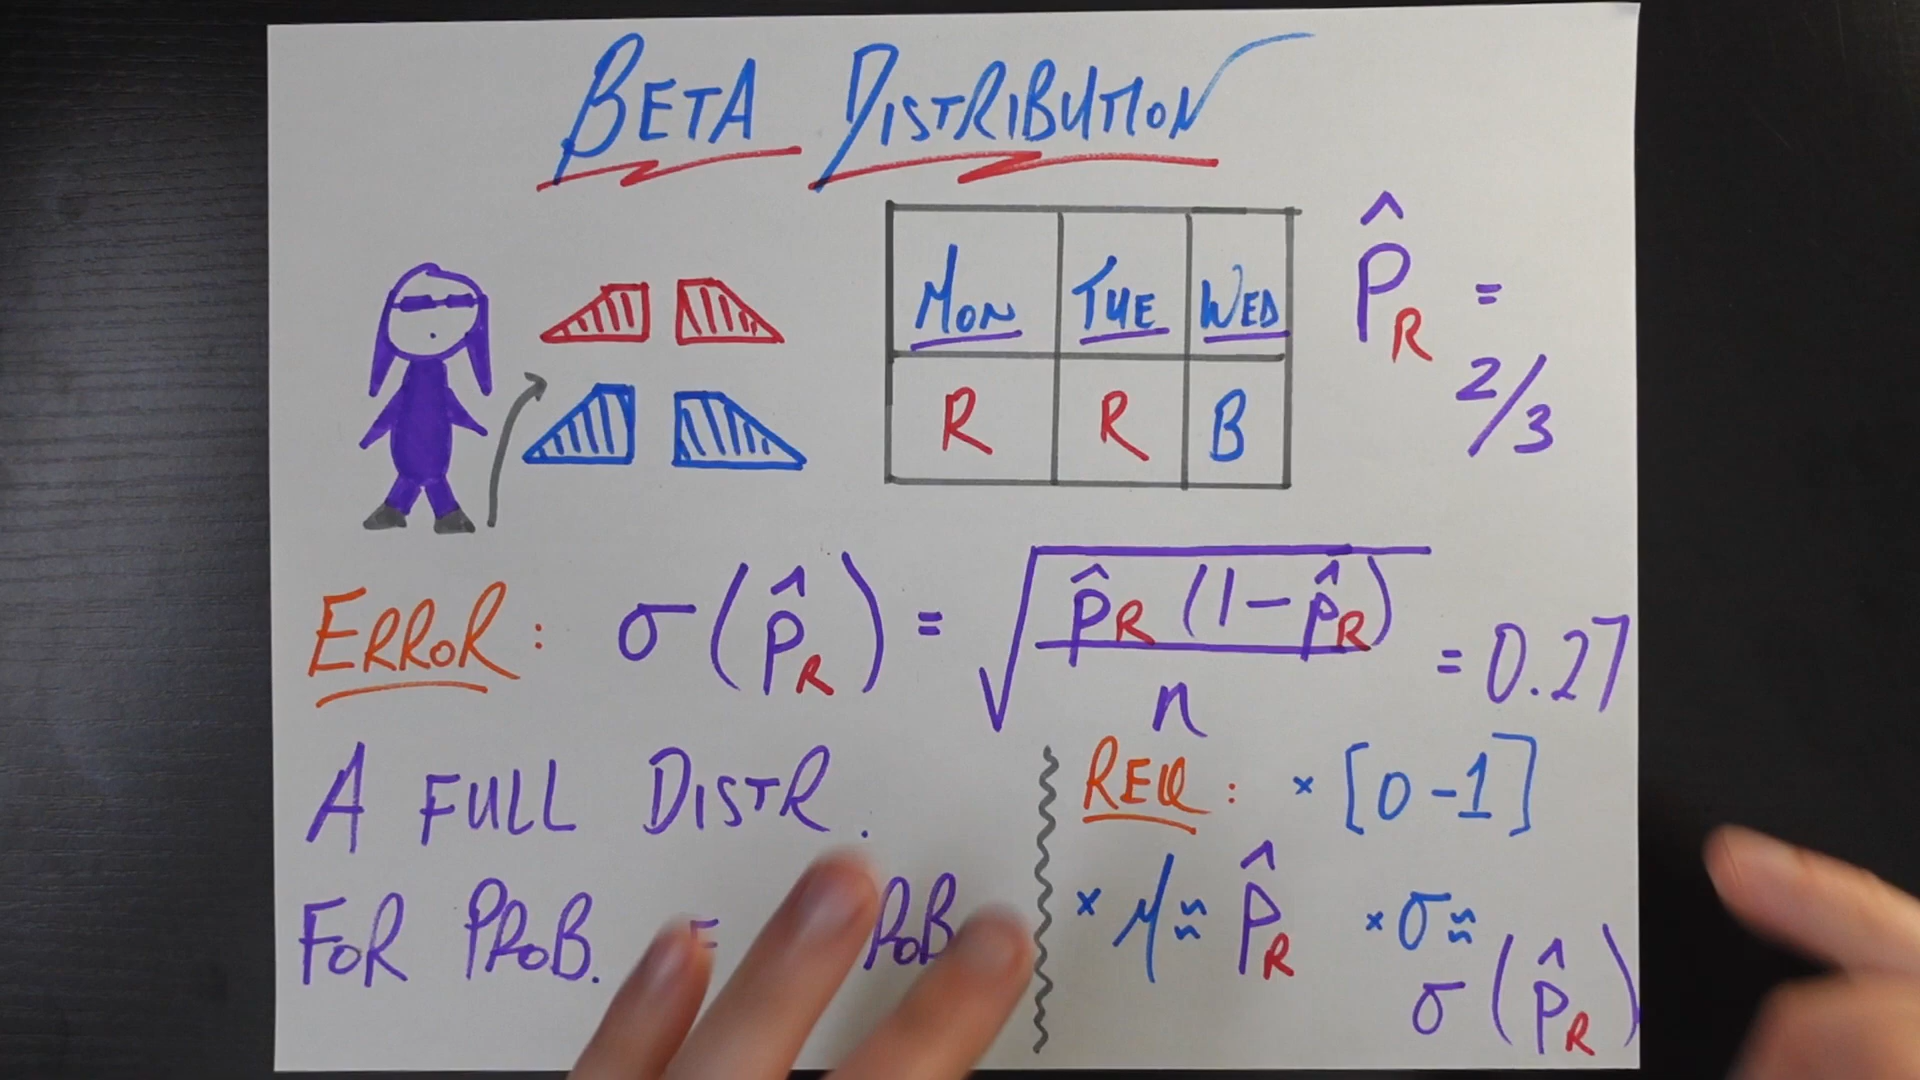 BETA DISTRIBUTION
MON TUE WED
R R B
p̂R = 2/3
ERROR: σ(p̂R) = √(p̂R(1-p̂R)/n) = 0.27
A FULL DISTR.
FOR PROB.
REQ: × [0-1]
× μ ≈ p̂R × σ ≈ σ(p̂R)